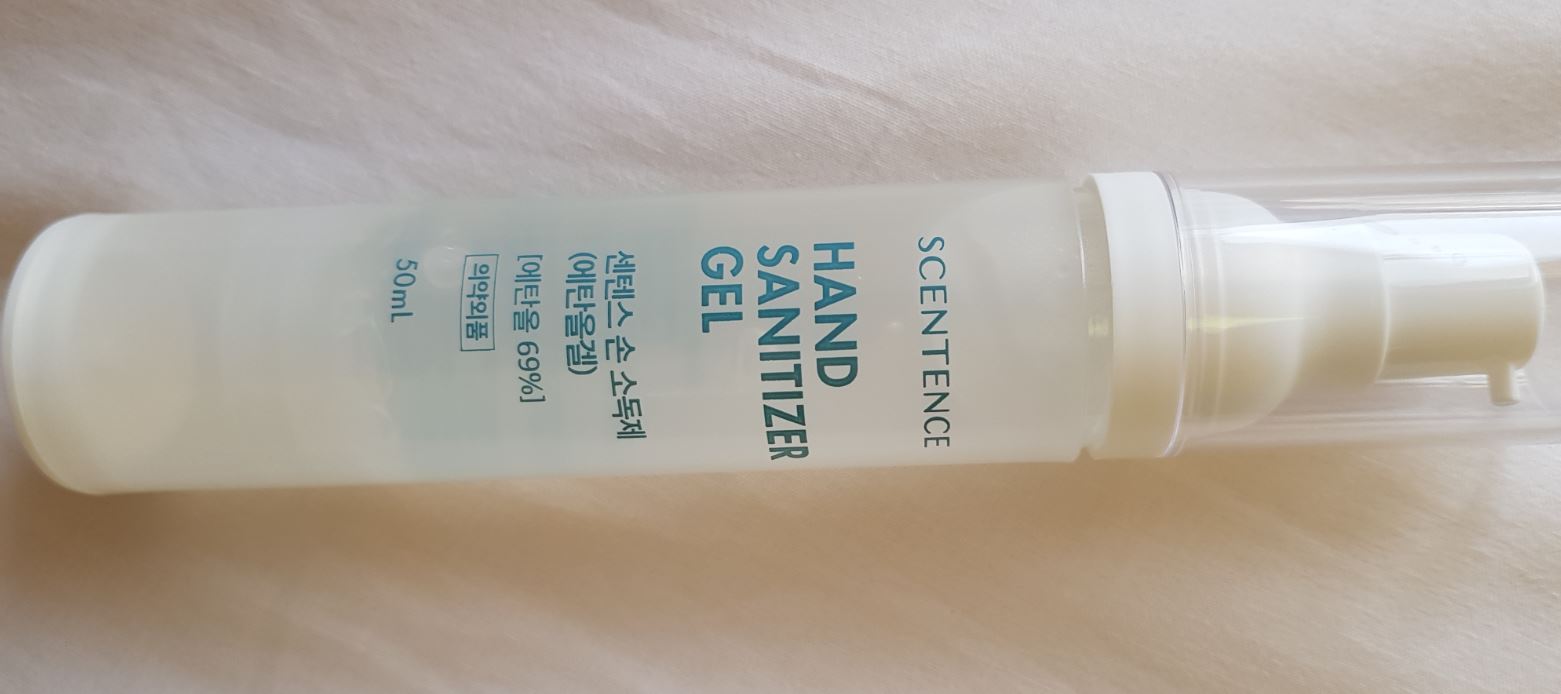 SCENTENCE
HAND
SANITIZER
GEL
센텐스 손 소독제
(에탄올겔)
[에탄올 69%]
의약외품
50mL